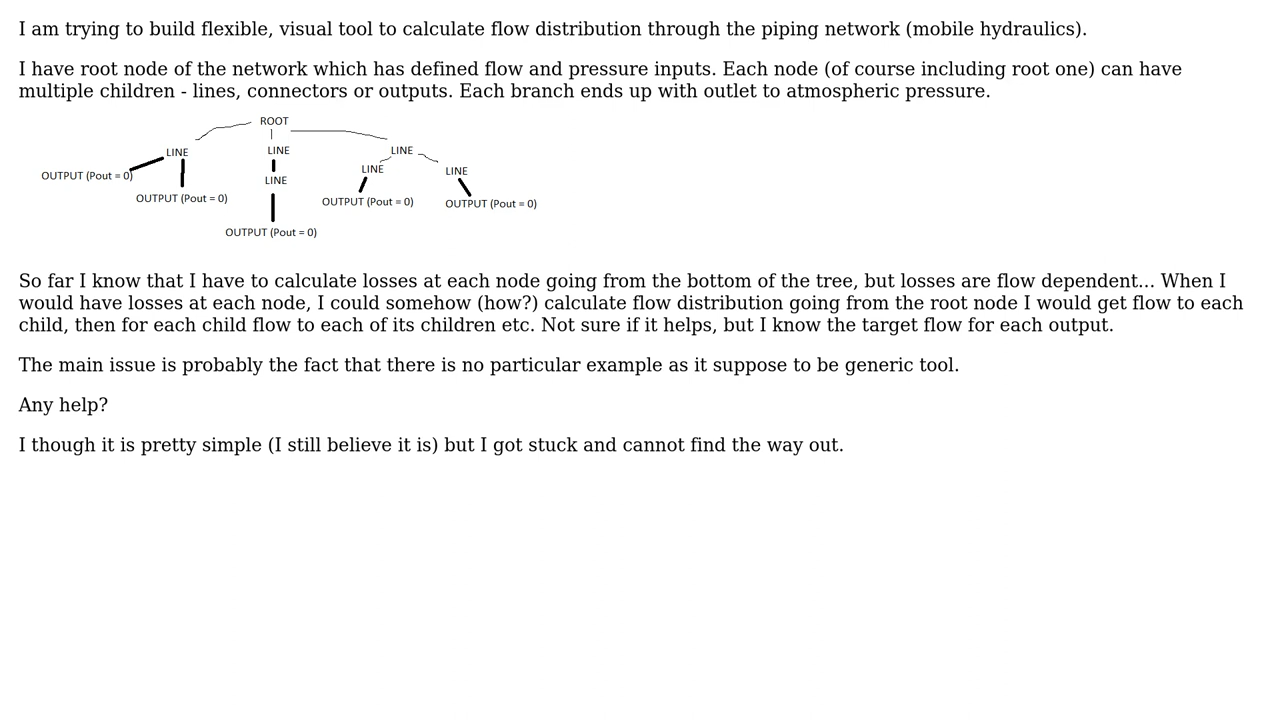 I am trying to build flexible, visual tool to calculate flow distribution through the piping network (mobile hydraulics).
I have root node of the network which has defined flow and pressure inputs. Each node (of course including root one) can have
multiple children - lines, connectors or outputs. Each branch ends up with outlet to atmospheric pressure.
ROOT
LINE
LINE
LINE
OUTPUT (Pout = 0)
LINE
LINE
LINE
OUTPUT (Pout = 0)
OUTPUT (Pout = 0)
OUTPUT (Pout = 0)
OUTPUT (Pout = 0)
So far I know that I have to calculate losses at each node going from the bottom of the tree, but losses are flow dependent... When I
would have losses at each node, I could somehow (how?) calculate flow distribution going from the root node I would get flow to each
child, then for each child flow to each of its children etc. Not sure if it helps, but I know the target flow for each output.
The main issue is probably the fact that there is no particular example as it suppose to be generic tool.
Any help?
I though it is pretty simple (I still believe it is) but I got stuck and cannot find the way out.